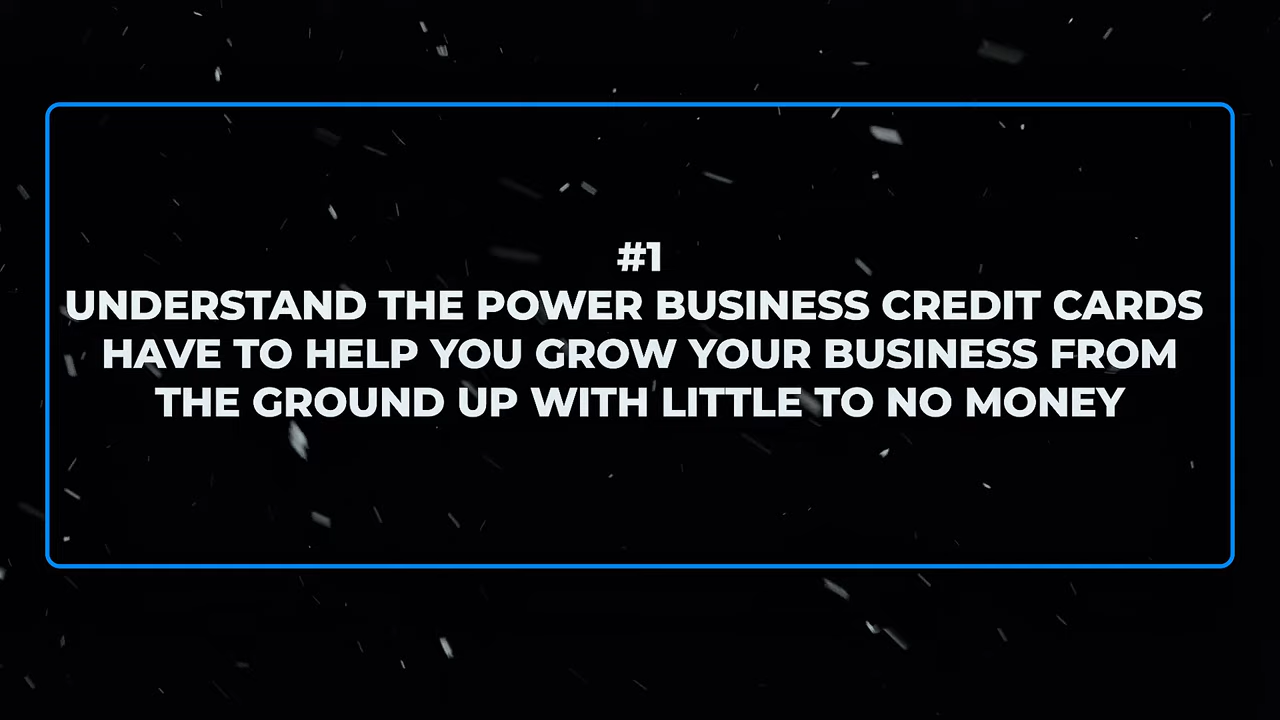 #1
UNDERSTAND THE POWER BUSINESS CREDIT CARDS
HAVE TO HELP YOU GROW YOUR BUSINESS FROM
THE GROUND UP WITH LITTLE TO NO MONEY